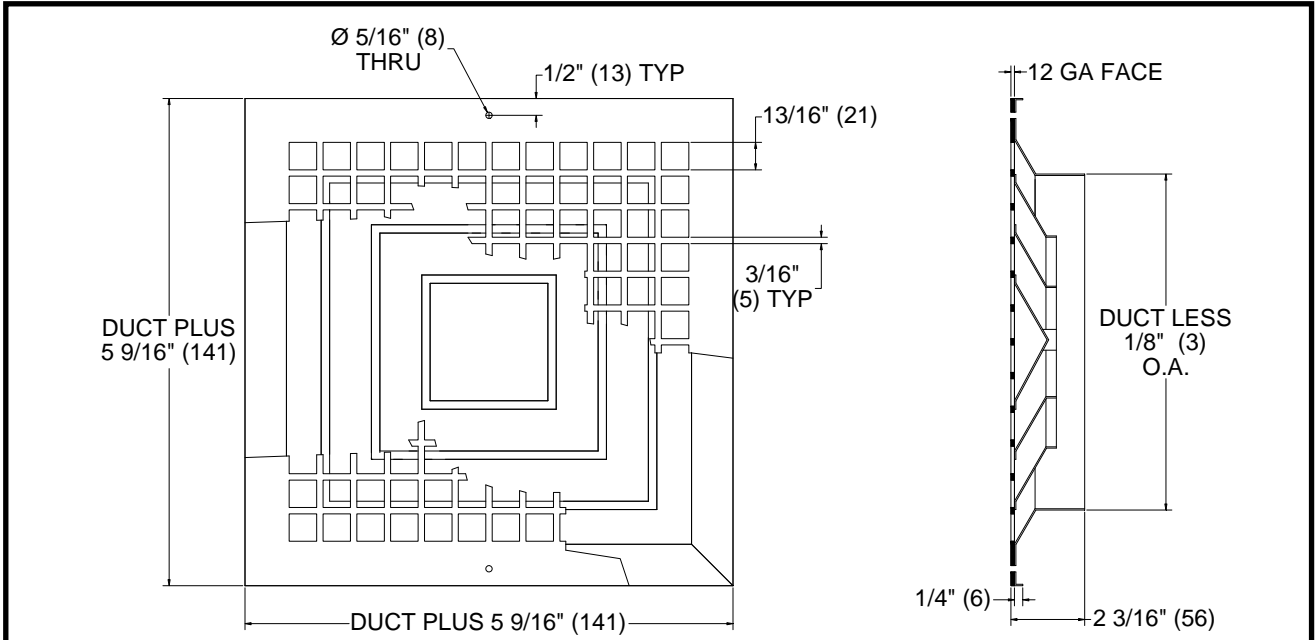 Ø 5/16" (8)
THRU
1/2" (13) TYP
13/16" (21)
12 GA FACE
3/16"
(5) TYP
DUCT PLUS
5 9/16" (141)
DUCT LESS
1/8" (3)
O.A.
DUCT PLUS 5 9/16" (141)
1/4" (6)
2 3/16" (56)